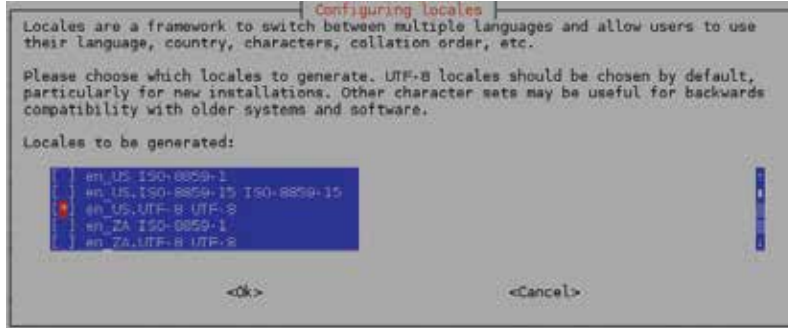 Configuring locales
Locales are a framework to switch between multiple languages and allow users to use
their language, country, characters, collation order, etc.
Please choose which locales to generate. UTF-8 locales should be chosen by default,
particularly for new installations. Other character sets may be useful for backwards
compatibility with older systems and software.
Locales to be generated:
[ ] en_US ISO-8859-1
[ ] en_US.ISO-8859-15 ISO-8859-15
[*] en_US.UTF-8 UTF-8
[ ] en_ZA ISO-8859-1
[ ] en_ZA.UTF-8 UTF-8
<Ok> <Cancel>